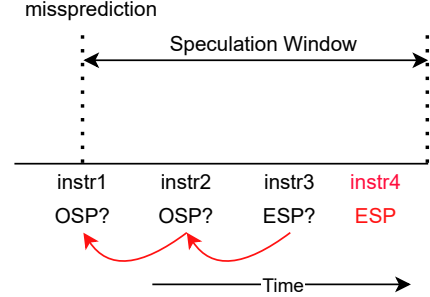 missprediction
Speculation Window
instr1 instr2 instr3 instr4
OSP? OSP? ESP? ESP
Time